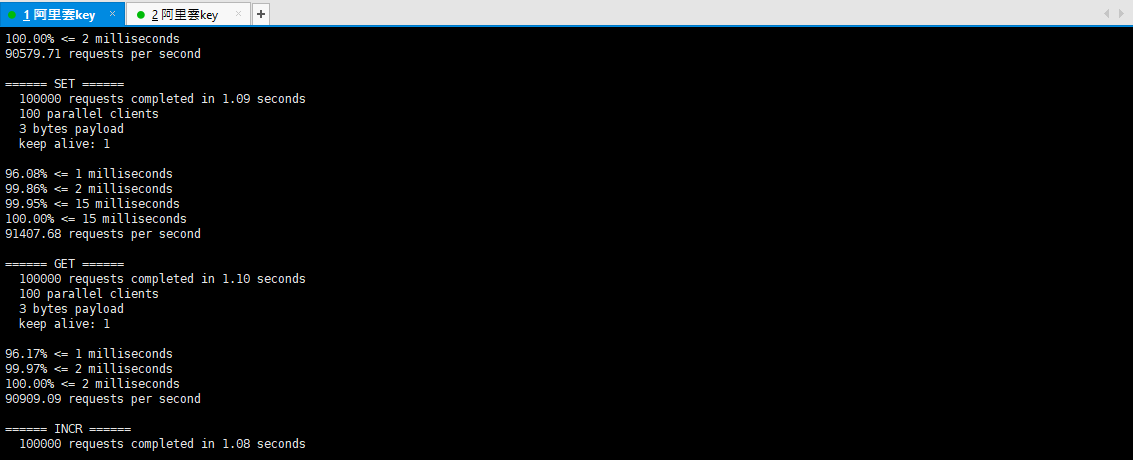 1 阿里雲key × 2 阿里雲key × +
100.00% <= 2 milliseconds
90579.71 requests per second
====== SET ======
100000 requests completed in 1.09 seconds
100 parallel clients
3 bytes payload
keep alive: 1
96.08% <= 1 milliseconds
99.86% <= 2 milliseconds
99.95% <= 15 milliseconds
100.00% <= 15 milliseconds
91407.68 requests per second
====== GET ======
100000 requests completed in 1.10 seconds
100 parallel clients
3 bytes payload
keep alive: 1
96.17% <= 1 milliseconds
99.97% <= 2 milliseconds
100.00% <= 2 milliseconds
90909.09 requests per second
====== INCR ======
100000 requests completed in 1.08 seconds